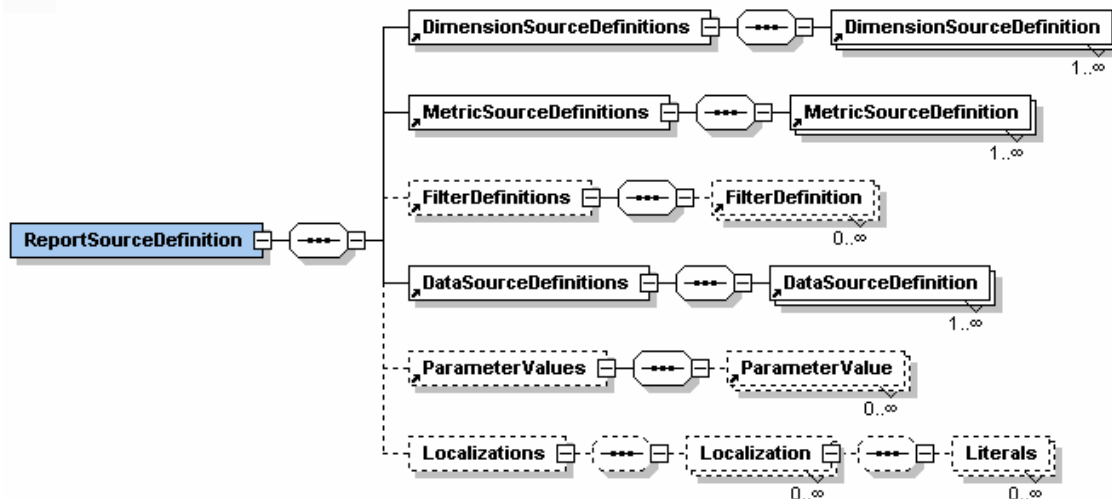 DimensionSourceDefinitions
DimensionSourceDefinition
1..∞
MetricSourceDefinitions
MetricSourceDefinition
1..∞
FilterDefinitions
FilterDefinition
0..∞
ReportSourceDefinition
DataSourceDefinitions
DataSourceDefinition
1..∞
ParameterValues
ParameterValue
0..∞
Localizations
Localization
Literals
0..∞
0..∞